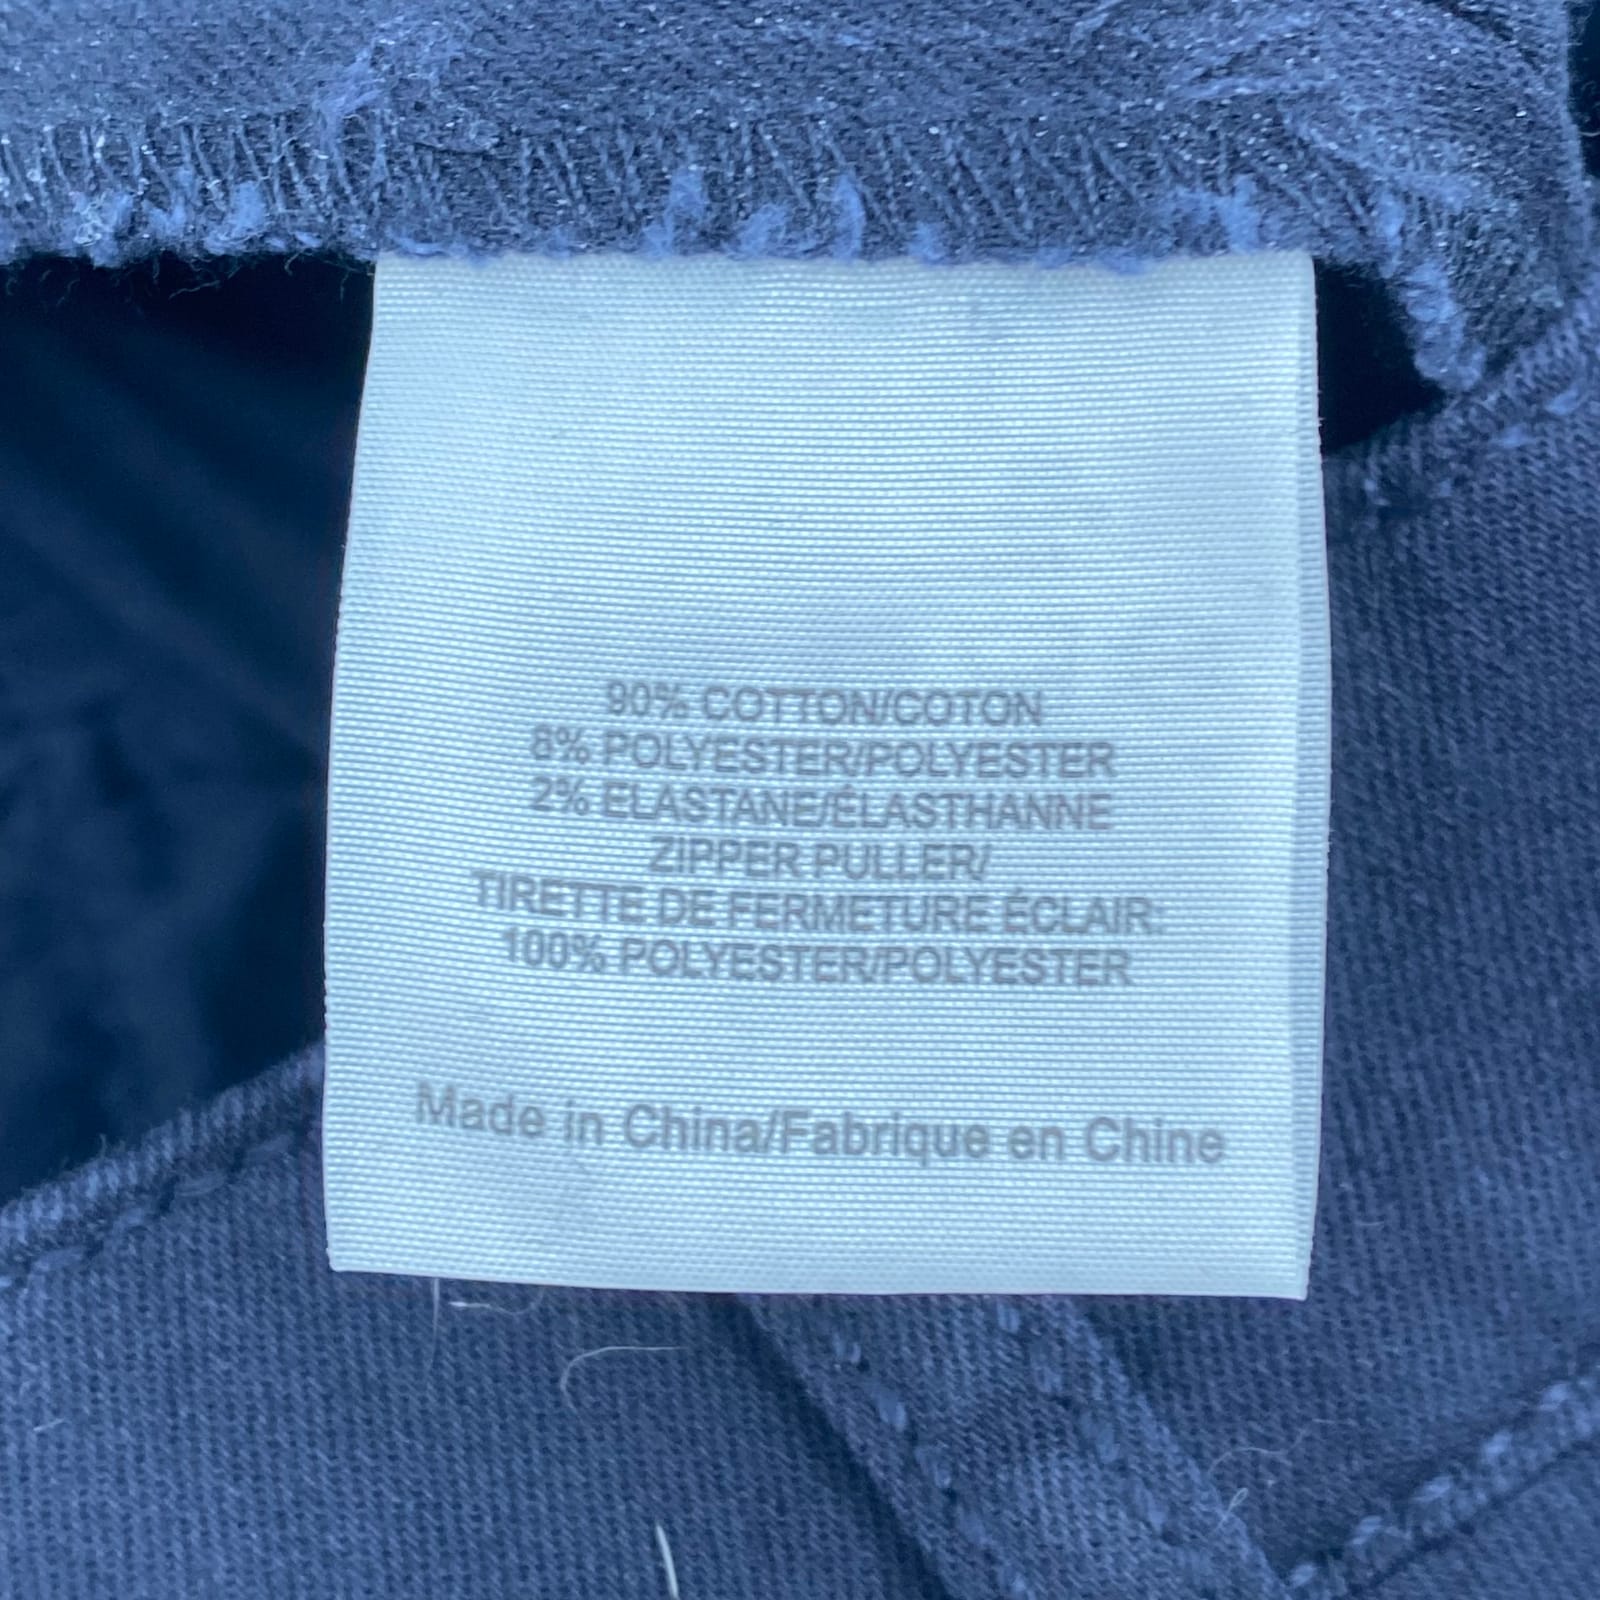 90% COTTON/COTON
8% POLYESTER/POLYESTER
2% ELASTANE/ÉLASTHANNE
ZIPPER PULLER/
TIRETTE DE FERMETURE ÉCLAIR:
100% POLYESTER/POLYESTER
Made in China/Fabrique en Chine